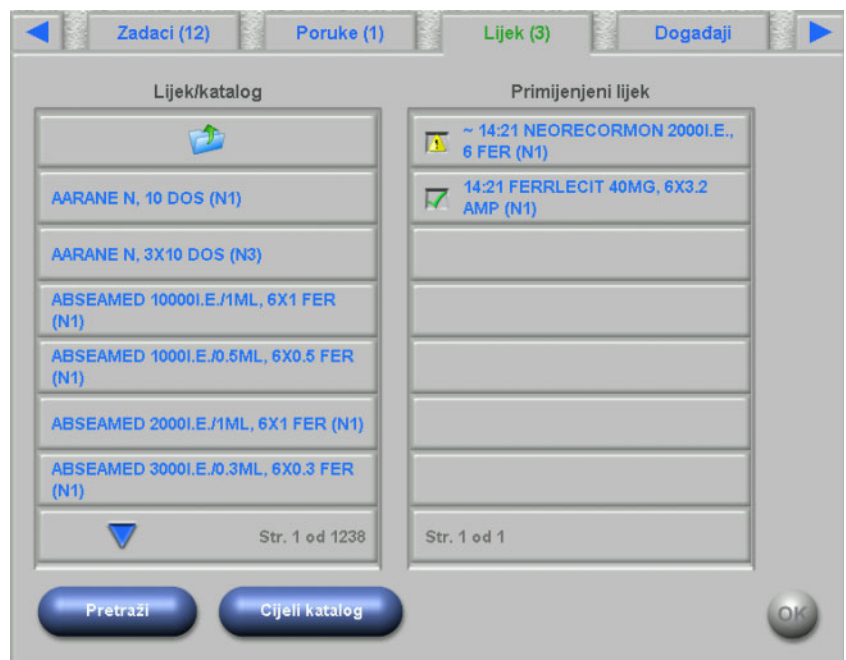 Zadaci (12)
Poruke (1)
Lijek (3)
Događaji
Lijek/katalog
AARANE N, 10 DOS (N1)
AARANE N, 3X10 DOS (N3)
ABSEAMED 10000I.E./1ML, 6X1 FER
(N1)
ABSEAMED 1000I.E./0.5ML, 6X0.5 FER
(N1)
ABSEAMED 2000I.E./1ML, 6X1 FER (N1)
ABSEAMED 3000I.E./0.3ML, 6X0.3 FER
(N1)
Str. 1 od 1238
Primijenjeni lijek
~ 14:21 NEORECORMON 2000I.E.,
6 FER (N1)
14:21 FERRLECIT 40MG, 6X3.2
AMP (N1)
Str. 1 od 1
Pretraži
Cijeli katalog
OK